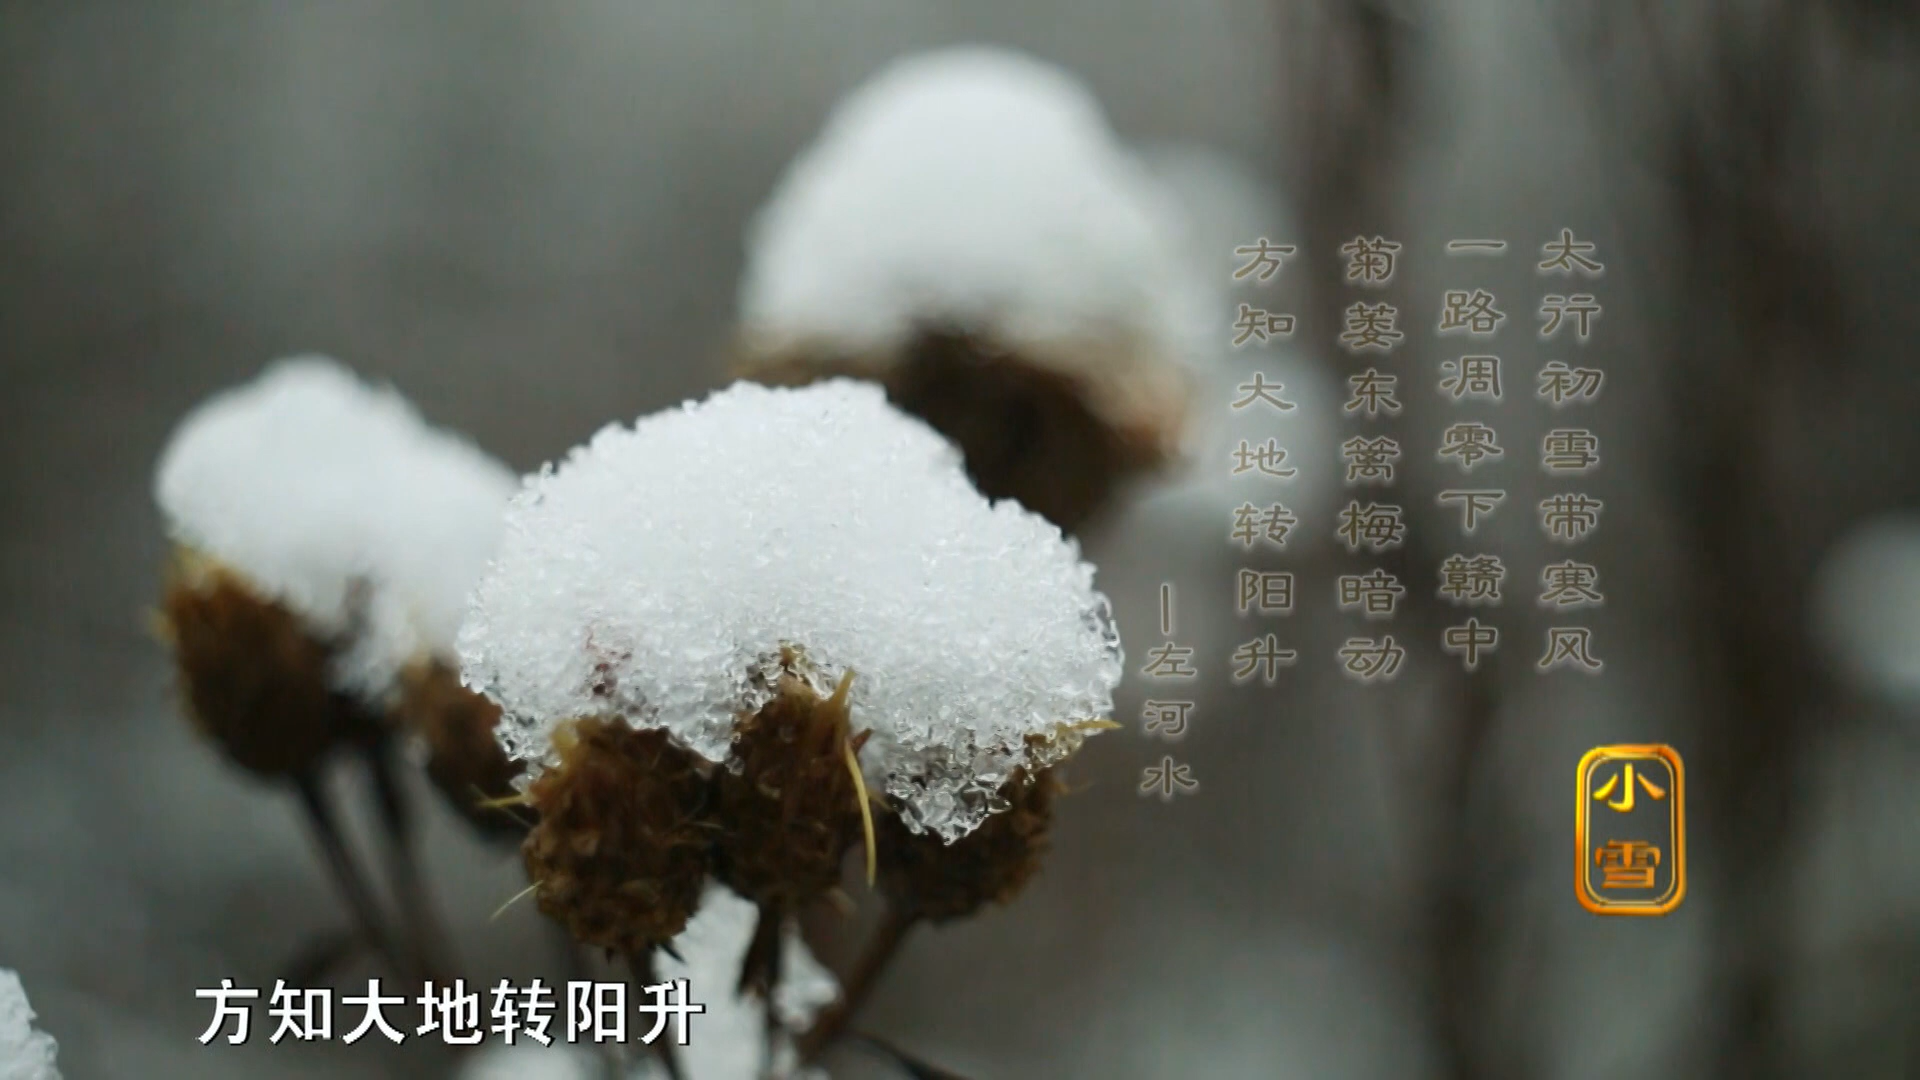 太行初雪带寒风
一路凋零下赣中
菊萎东篱梅暗动
方知大地转阳升
—左河水
小雪
方知大地转阳升